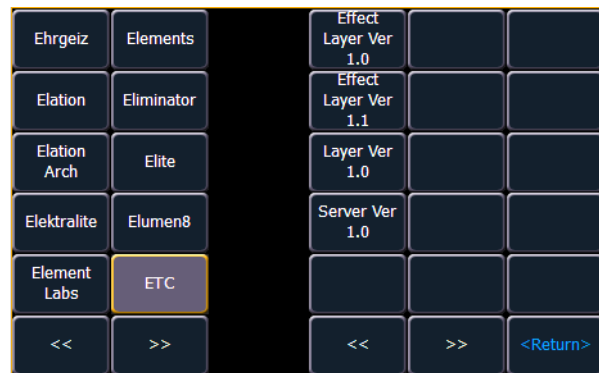 Ehrgeiz Elements Effect
Layer Ver
1.0
Elation Eliminator Effect
Layer Ver
1.1
Elation
Arch Elite Layer Ver
1.0
Elektralite Elumen8 Server Ver
1.0
Element
Labs ETC
<< >> << >> <Return>